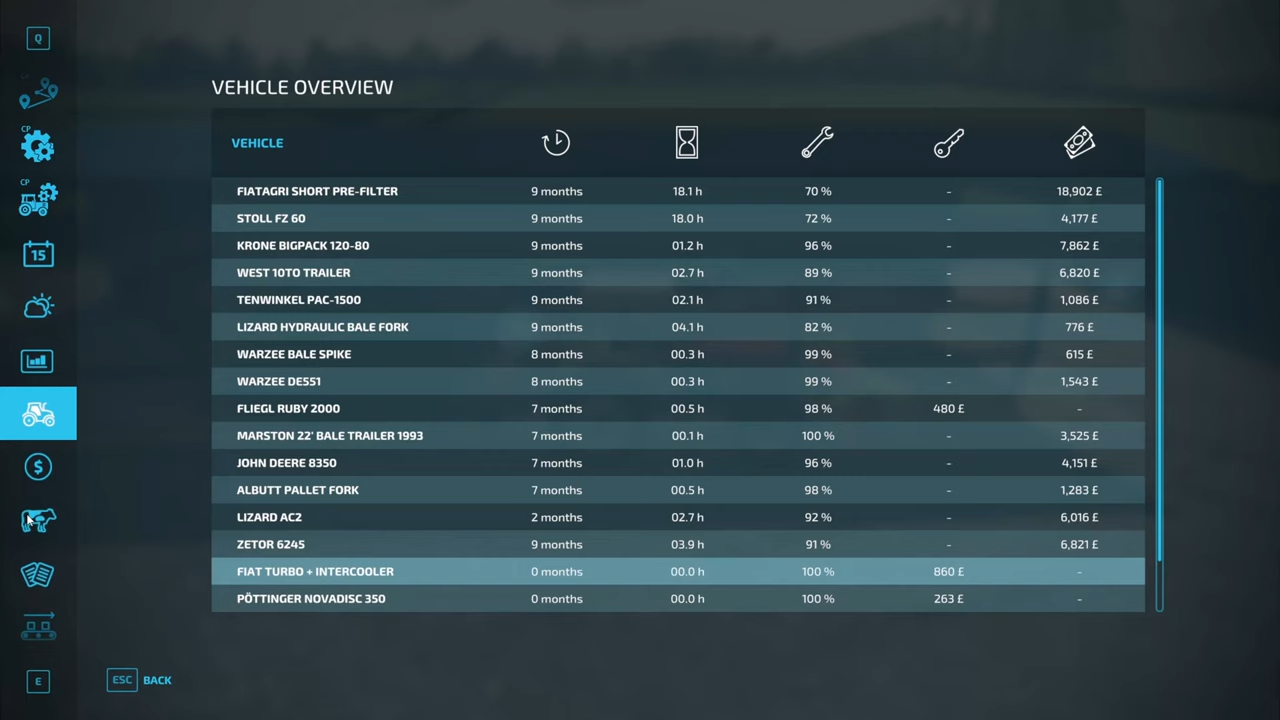 Q
CP
CP
CP
15
VEHICLE OVERVIEW
VEHICLE
FIATAGRI SHORT PRE-FILTER 9 months 18.1 h 70 % - 18,902 £
STOLL FZ 60 9 months 18.0 h 72 % - 4,177 £
KRONE BIGPACK 120-80 9 months 01.2 h 96 % - 7,862 £
WEST 10TO TRAILER 9 months 02.7 h 89 % - 6,820 £
TENWINKEL PAC-1500 9 months 02.1 h 91 % - 1,086 £
LIZARD HYDRAULIC BALE FORK 9 months 04.1 h 82 % - 776 £
WARZEE BALE SPIKE 8 months 00.3 h 99 % - 615 £
WARZEE DE551 8 months 00.3 h 99 % - 1,543 £
FLIEGL RUBY 2000 7 months 00.5 h 98 % 480 £ -
MARSTON 22' BALE TRAILER 1993 7 months 00.1 h 100 % - 3,525 £
JOHN DEERE 8350 7 months 01.0 h 96 % - 4,151 £
ALBUTT PALLET FORK 7 months 00.5 h 98 % - 1,283 £
LIZARD AC2 2 months 02.7 h 92 % - 6,016 £
ZETOR 6245 9 months 03.9 h 91 % - 6,821 £
FIAT TURBO + INTERCOOLER 0 months 00.0 h 100 % 860 £ -
PÖTTINGER NOVADISC 350 0 months 00.0 h 100 % 263 £ -
E
ESC BACK